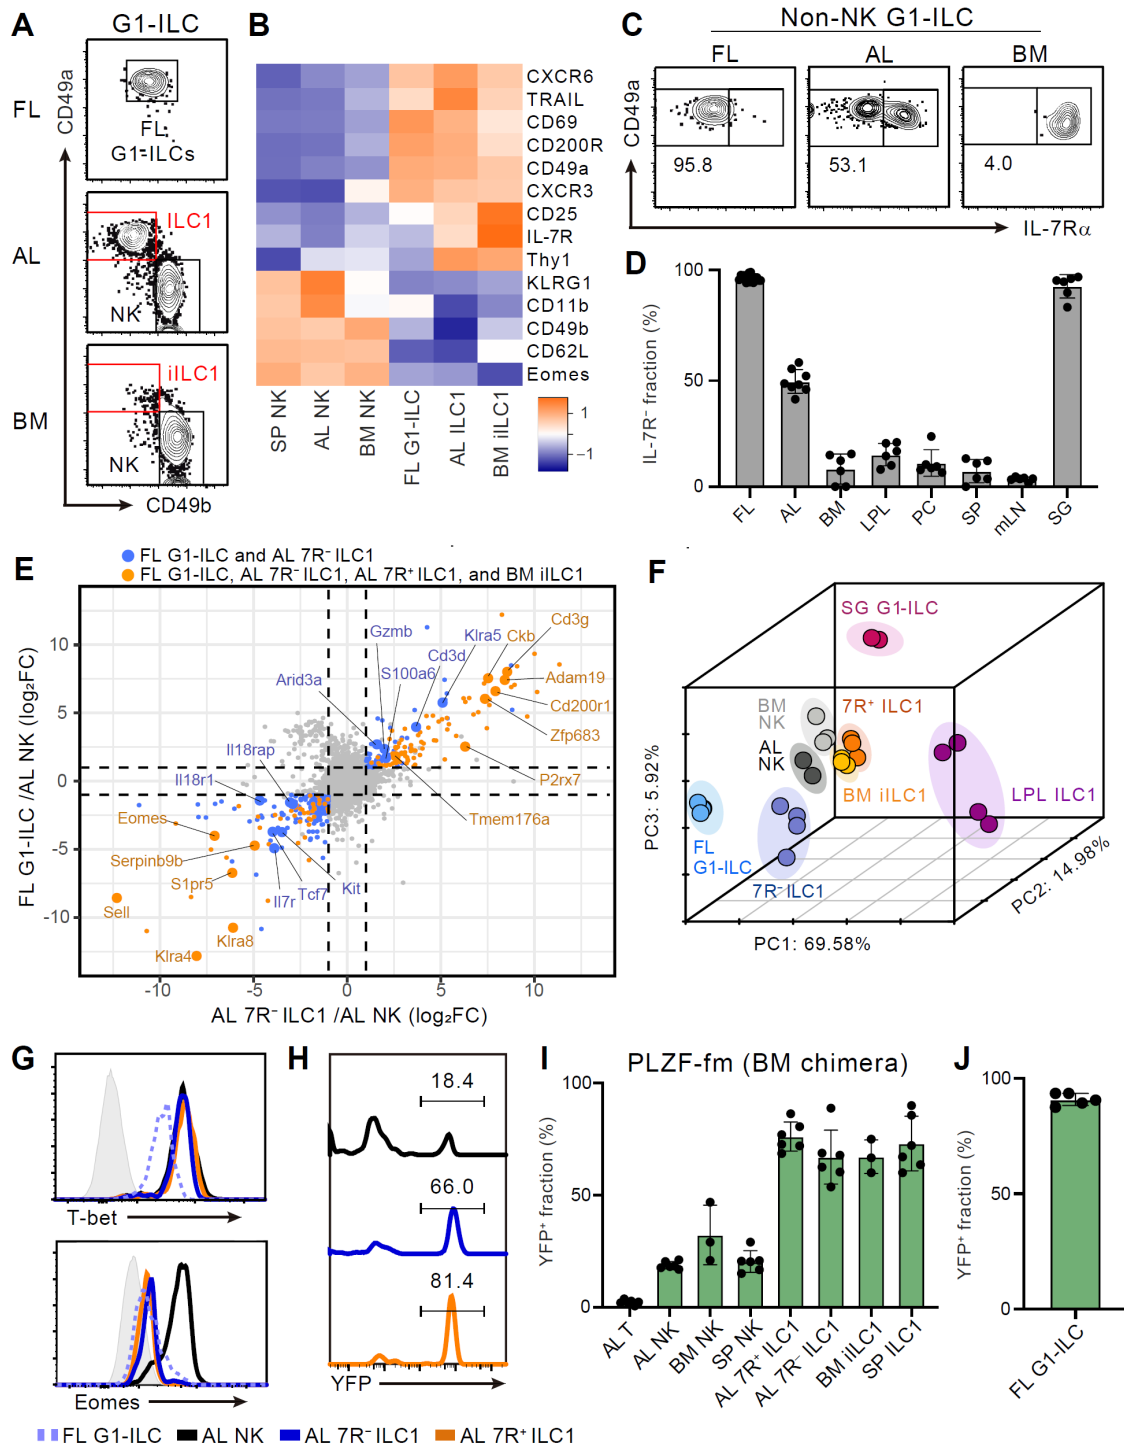 A
G1-ILC
FL
CD49a
FL
G1-ILCs
ILC1
AL
NK
iILC1
BM
NK
CD49b
B
CXCR6
TRAIL
CD69
CD200R
CD49a
CXCR3
CD25
IL-7R
Thy1
KLRG1
CD11b
CD49b
CD62L
Eomes
SP NK
AL NK
BM NK
FL G1-ILC
AL ILC1
BM iILC1
1
−1
C
Non-NK G1-ILC
FL
AL
BM
CD49a
95.8
53.1
4.0
IL-7Rα
D
IL-7R⁻ fraction (%)
100
50
0
FL
AL
BM
LPL
PC
SP
mLN
SG
E
FL G1-ILC and AL 7R⁻ ILC1
FL G1-ILC, AL 7R⁻ ILC1, AL 7R⁺ ILC1, and BM iILC1
FL G1-ILC /AL NK (log₂FC)
10
5
0
-5
-10
Gzmb
Klra5
Ckb
Cd3g
Cd3d
S100a6
Arid3a
Adam19
Cd200r1
Zfp683
Il18rap
Il18r1
P2rx7
Tmem176a
Eomes
Serpinb9b
S1pr5
Sell
Il7r
Tcf7
Kit
Klra8
Klra4
-10
-5
0
5
10
AL 7R⁻ ILC1 /AL NK (log₂FC)
F
SG G1-ILC
BM
NK
7R⁺ ILC1
AL
NK
BM iILC1
LPL ILC1
FL
G1-ILC
7R⁻ ILC1
PC3: 5.92%
PC2: 14.98%
PC1: 69.58%
G
T-bet
Eomes
H
18.4
66.0
81.4
YFP
I
PLZF-fm (BM chimera)
YFP⁺ fraction (%)
100
50
0
AL T
AL NK
BM NK
SP NK
AL 7R⁺ ILC1
AL 7R⁻ ILC1
BM iILC1
SP ILC1
J
YFP⁺ fraction (%)
100
50
0
FL G1-ILC
FL G1-ILC
AL NK
AL 7R⁻ ILC1
AL 7R⁺ ILC1